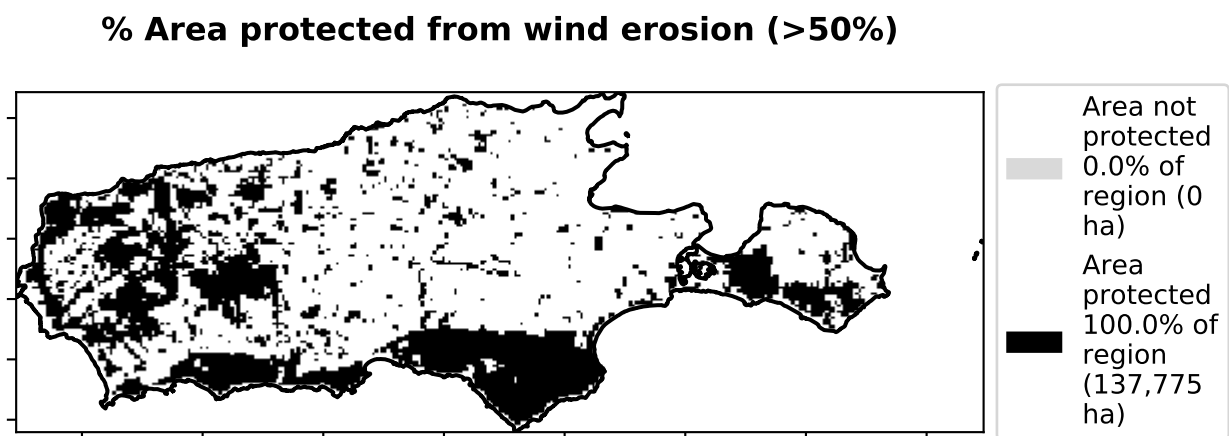 % Area protected from wind erosion (>50%)
Area not
protected
0.0% of
region (0
ha)
Area
protected
100.0% of
region
(137,775
ha)